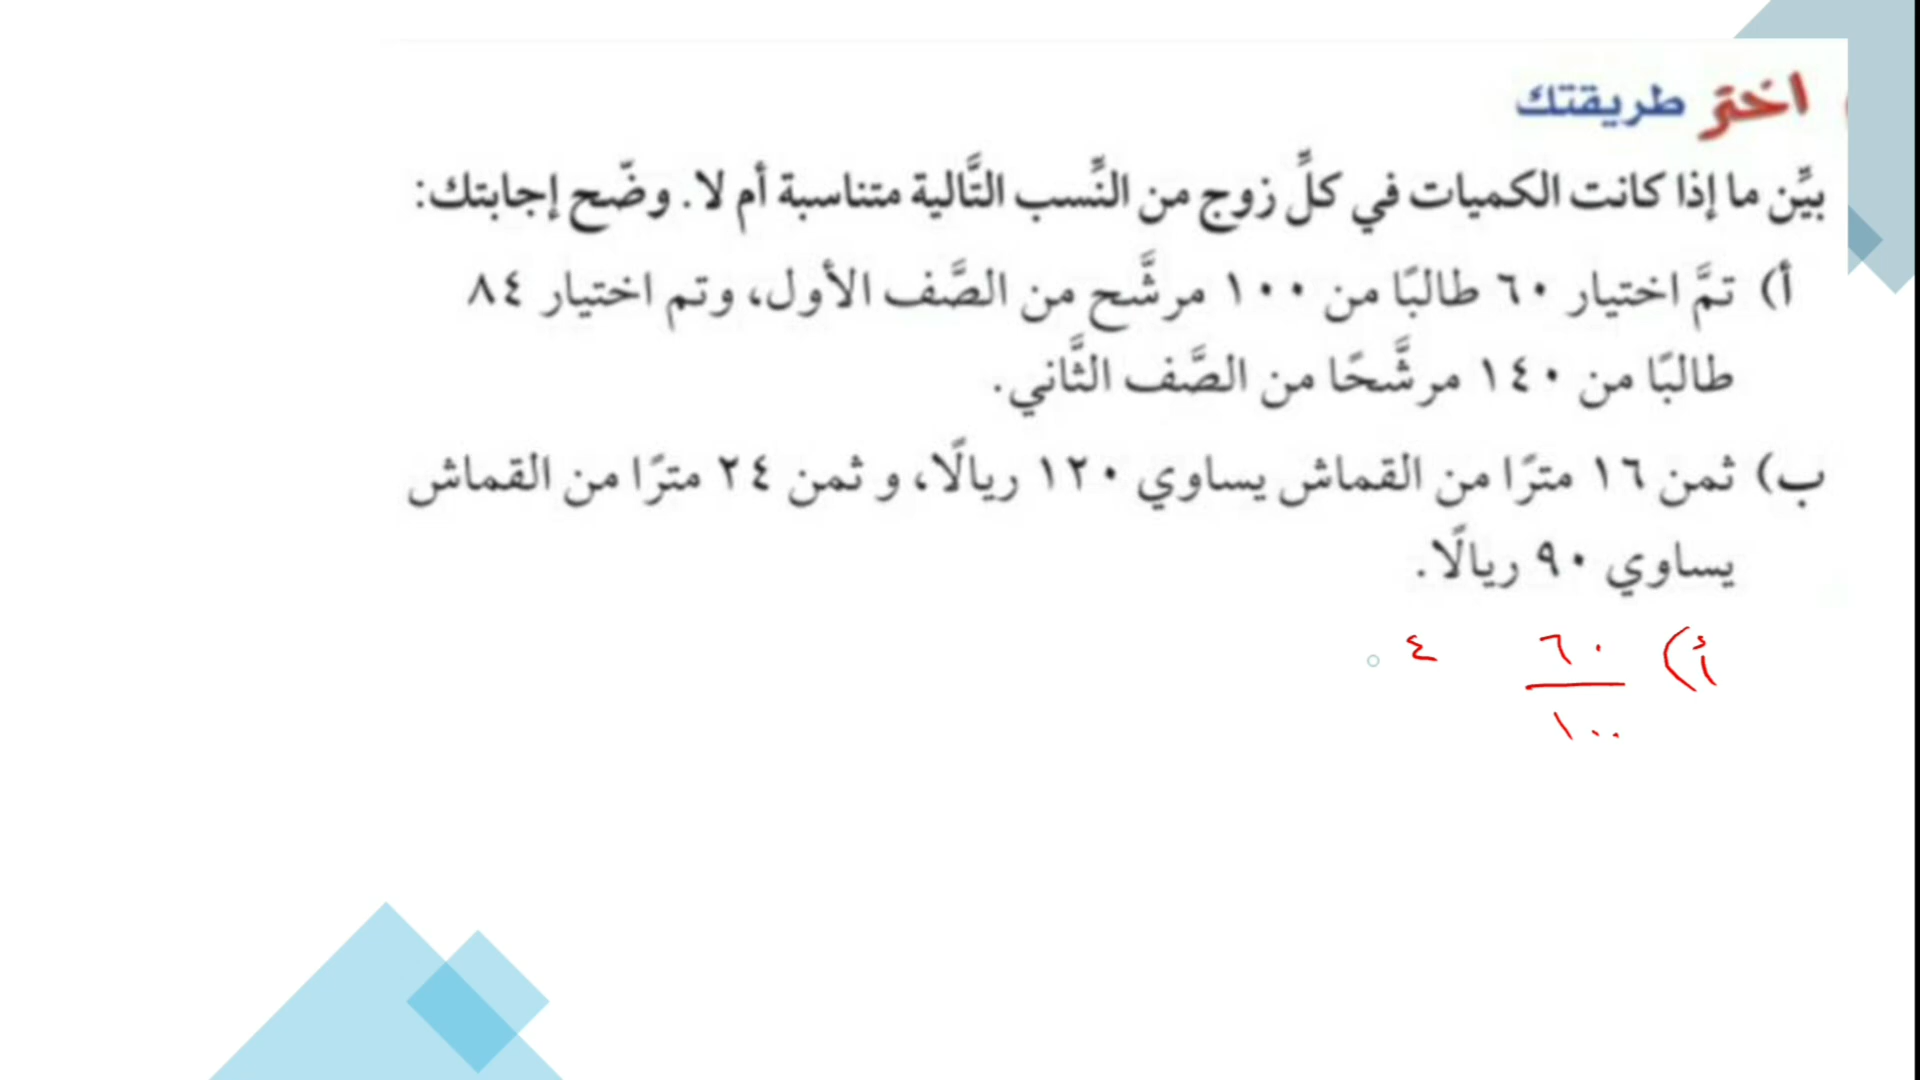 اختر طريقتك
بيِّن ما إذا كانت الكميات في كلِّ زوج من النِّسب التَّالية متناسبة أم لا. وضّح إجابتك:
أ) تمَّ اختيار ٦٠ طالبًا من ١٠٠ مرشَّح من الصَّف الأول، وتم اختيار ٨٤
طالبًا من ١٤٠ مرشَّحًا من الصَّف الثَّاني.
ب) ثمن ١٦ مترًا من القماش يساوي ١٢٠ ريالًا، و ثمن ٢٤ مترًا من القماش
يساوي ٩٠ ريالًا.
أ) ٦٠ ٤
١٠٠